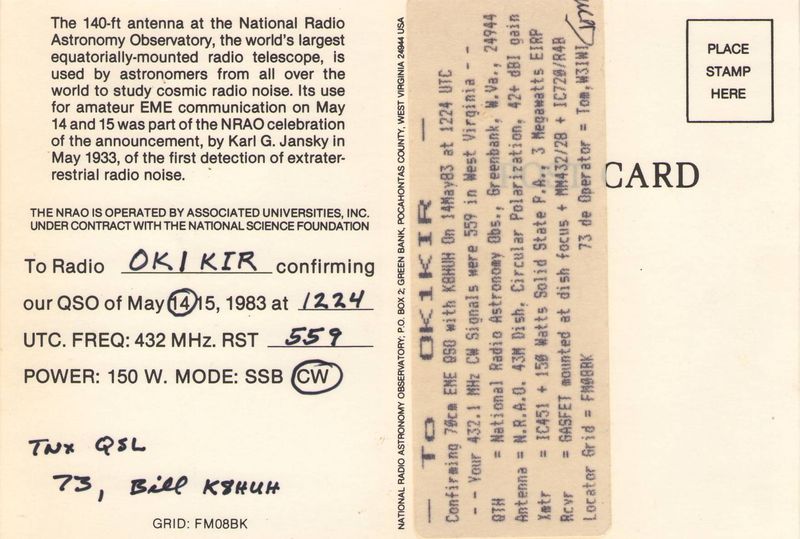 The 140-ft antenna at the National Radio
Astronomy Observatory, the world's largest
equatorially-mounted radio telescope, is
used by astronomers from all over the
world to study cosmic radio noise. Its use
for amateur EME communication on May
14 and 15 was part of the NRAO celebration
of the announcement, by Karl G. Jansky in
May 1933, of the first detection of extrater-
restrial radio noise.
THE NRAO IS OPERATED BY ASSOCIATED UNIVERSITIES, INC.
UNDER CONTRACT WITH THE NATIONAL SCIENCE FOUNDATION
To Radio OK1KIR confirming
our QSO of May 14 15, 1983 at 1224
UTC. FREQ: 432 MHz. RST 559
POWER: 150 W. MODE: SSB CW
TNX QSL
73, Bill K8HUH
GRID: FM08BK
NATIONAL RADIO ASTRONOMY OBSERVATORY; P.O. BOX 2; GREEN BANK, POCAHONTAS COUNTY, WEST VIRGINIA 24944 USA
— TO OK1KIR —
Confirming 70cm EME QSO with K8HUH On 14May83 at 1224 UTC
- - Your 432.1 MHz CW Signals were 559 in West Virginia - -
QTH = National Radio Astronomy Obs., Greenbank, W.Va., 24944
Antenna = N.R.A.O. 43M Dish, Circular Polarization, 42+ dBI gain
Xmtr = IC451 + 150 Watts Solid State P.A., 3 Megawatts EIRP
Rcvr = GASFET mounted at dish focus + MM432/28 + IC720/R4B
Locator Grid = FM08BK 73 de Operator = Tom, W3IWI
PLACE
STAMP
HERE
CARD